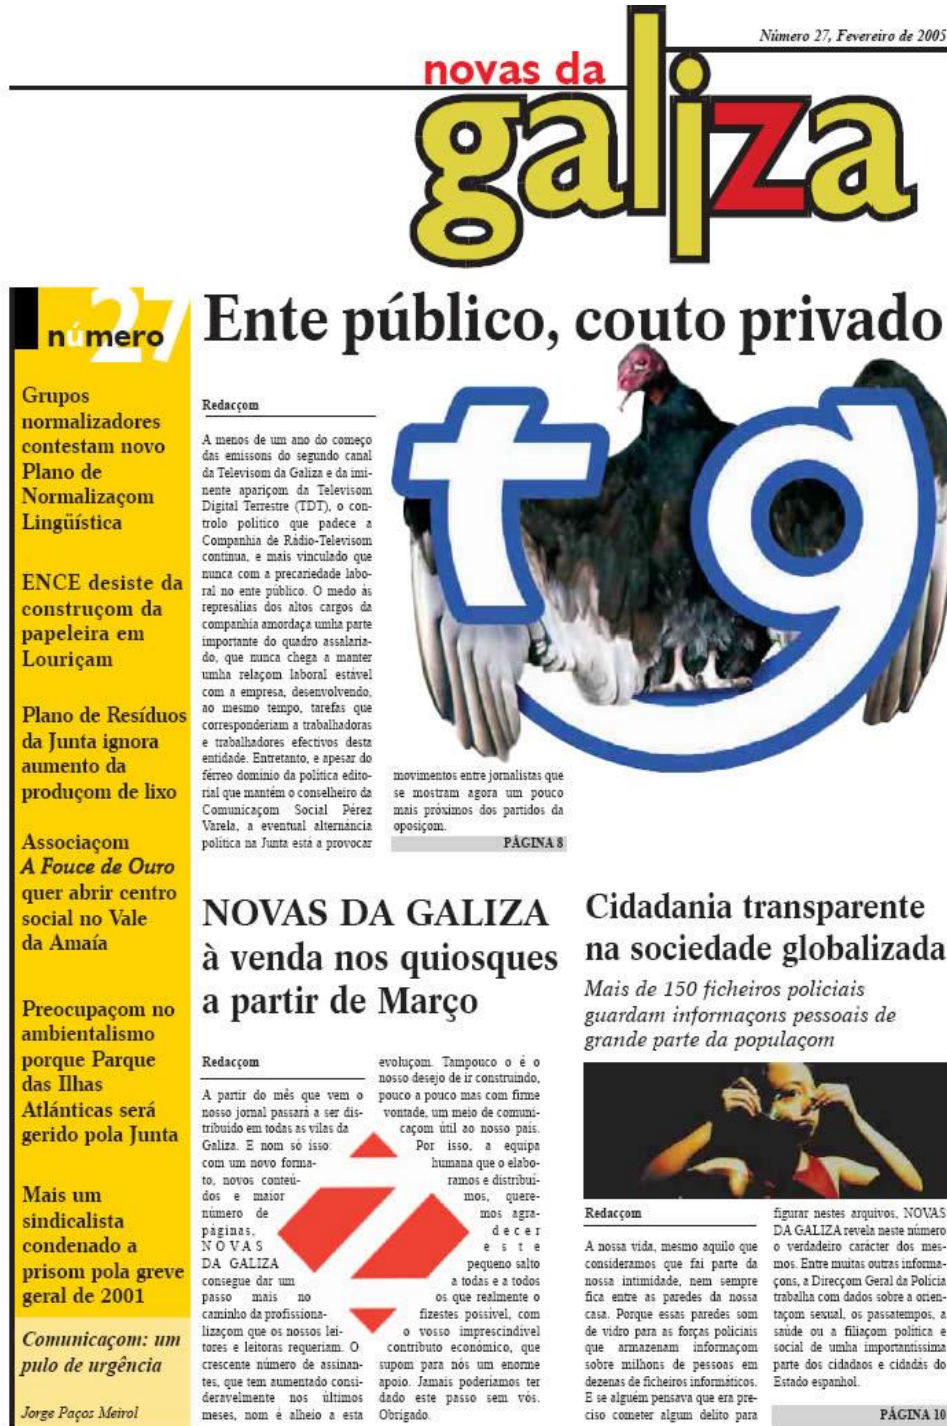 Número 27, Fevereiro de 2005
novas da
galiza
27
número
Grupos
normalizadores
contestam novo
Plano de
Normalizaçom
Lingüística
ENCE desiste da
construçom da
papeleira em
Louriçam
Plano de Resíduos
da Junta ignora
aumento da
produçom de lixo
Associaçom
A Fouce de Ouro
quer abrir centro
social no Vale
da Amaía
Preocupaçom no
ambientalismo
porque Parque
das Ilhas
Atlánticas será
gerido pola Junta
Mais um
sindicalista
condenado a
prisom pola greve
geral de 2001
Comunicaçom: um
pulo de urgência
Jorge Paços Meirol
Ente público, couto privado
Redacçom
A menos de um ano do começo
das emissons do segundo canal
da Televisom da Galiza e da imi-
nente apariçom da Televisom
Digital Terrestre (TDT), o con-
trolo político que padece a
Companhia de Rádio-Televisom
continua, e mais vinculado que
nunca com a precariedade labo-
ral no ente público. O medo às
represálias dos altos cargos da
companhia amordaça umha parte
importante do quadro assalaria-
do, que nunca chega a manter
umha relaçom laboral estável
com a empresa, desenvolvendo,
ao mesmo tempo, tarefas que
corresponderiam a trabalhadoras
e trabalhadores efectivos desta
entidade. Entretanto, e apesar do
férreo domínio da política edito-
rial que mantém o conselheiro da
Comunicaçom Social Pérez
Varela, a eventual alternáncia
política na Junta está a provocar
movimentos entre jornalistas que
se mostram agora um pouco
mais próximos dos partidos da
oposiçom.
PÁGINA 8
tg
NOVAS DA GALIZA
à venda nos quiosques
a partir de Março
Redacçom
A partir do mês que vem o
nosso jornal passará a ser dis-
tribuído em todas as vilas da
Galiza. E nom só isso:
com um novo forma-
to, novos conteú-
dos e maior
número de
páginas,
NOVAS
DA GALIZA
consegue dar um
passo mais no
caminho da profissiona-
lizaçom que os nossos lei-
tores e leitoras requeriam. O
crescente número de assinan-
tes, que tem aumentado consi-
deravelmente nos últimos
meses, nom é alheio a esta
evoluçom. Tampouco o é o
nosso desejo de ir construindo,
pouco a pouco mas com firme
vontade, um meio de comuni-
caçom útil ao nosso país.
Por isso, a equipa
humana que o elabo-
ramos e distribuí-
mos, quere-
mos agra-
decer
este
pequeno salto
a todas e a todos
os que realmente o
fizestes possível, com
o vosso imprescindível
contributo económico, que
supom para nós um enorme
apoio. Jamais poderíamos ter
dado este passo sem vós.
Obrigado.
Cidadania transparente
na sociedade globalizada
Mais de 150 ficheiros policiais
guardam informaçons pessoais de
grande parte da populaçom
Redacçom
A nossa vida, mesmo aquilo que
consideramos que fai parte da
nossa intimidade, nem sempre
fica entre as paredes da nossa
casa. Porque essas paredes som
de vidro para as forças policiais
que armazenam informaçom
sobre milhons de pessoas em
dezenas de ficheiros informáticos.
E se alguém pensava que era pre-
ciso cometer algum delito para
figurar nestes arquivos, NOVAS
DA GALIZA revela neste número
o verdadeiro carácter dos mes-
mos. Entre muitas outras informa-
çons, a Direcçom Geral da Polícia
trabalha com dados sobre a orien-
taçom sexual, os passatempos, a
saúde ou a filiaçom política e
social de umha importantíssima
parte dos cidadaos e cidadás do
Estado espanhol.
PÁGINA 10